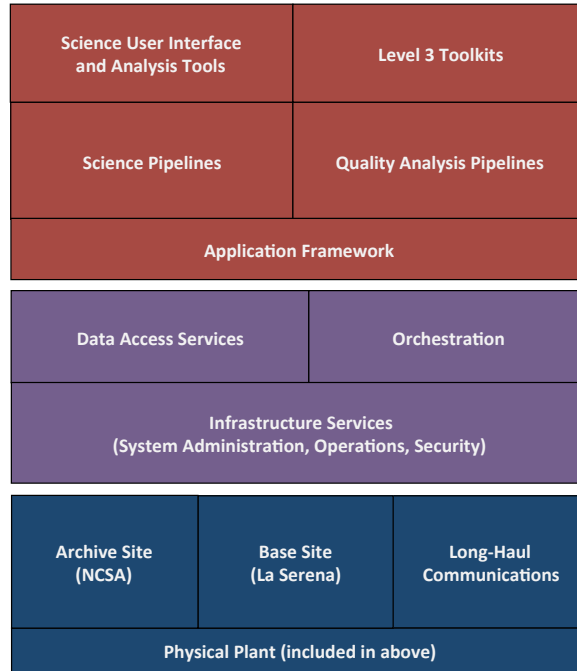 Science User Interface
and Analysis Tools
Level 3 Toolkits
Science Pipelines
Quality Analysis Pipelines
Application Framework
Data Access Services
Orchestration
Infrastructure Services
(System Administration, Operations, Security)
Archive Site
(NCSA)
Base Site
(La Serena)
Long-Haul
Communications
Physical Plant (included in above)